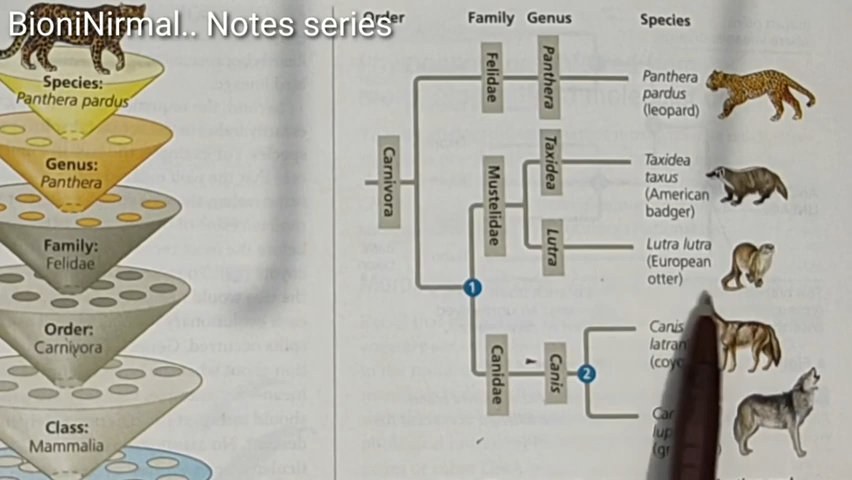 BioniNirmal.. Notes series
Order
Family
Genus
Species
Species:
Panthera pardus
Genus:
Panthera
Family:
Felidae
Order:
Carnivora
Class:
Mammalia
Carnivora
Felidae
Panthera
Panthera
pardus
(leopard)
Mustelidae
Taxidea
Taxidea
taxus
(American
badger)
Lutra
Lutra lutra
(European
otter)
1
Canidae
Canis
2
Canis